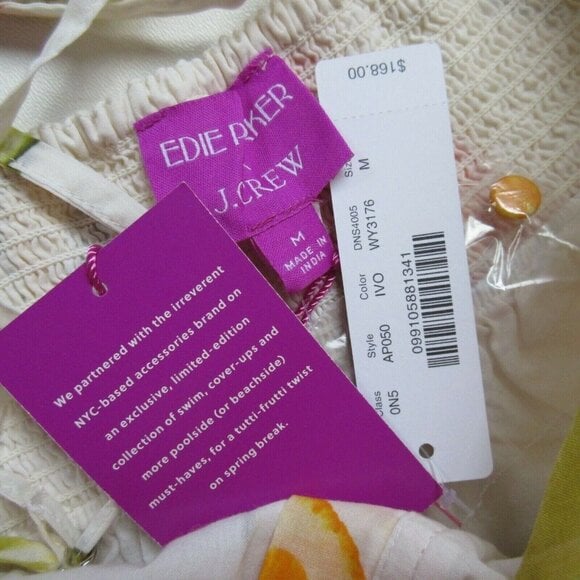 EDIE PARKER
J.CREW
M
MADE IN
INDIA
We partnered with the irreverent
NYC-based accessories brand on
an exclusive, limited-edition
collection of swim, cover-ups and
more poolside (or beachside)
must-haves, for a tutti-frutti twist
on spring break.
$168.00
Size
M
DNS4005
Color
WY3176
IVO
Style
AP050
Class
0N5
099105881341